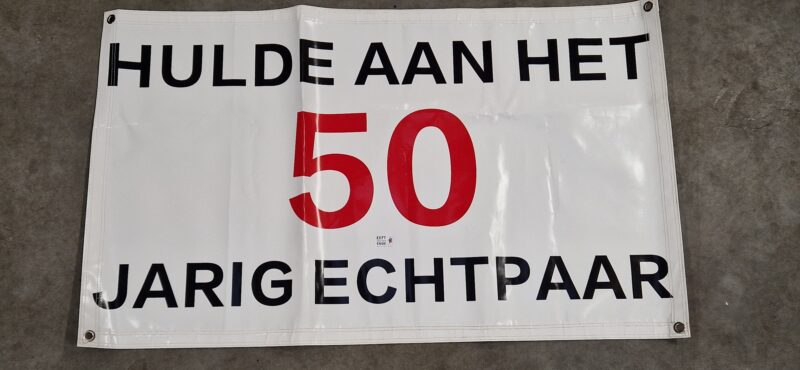 HULDE AAN HET
50
JARIG ECHTPAAR